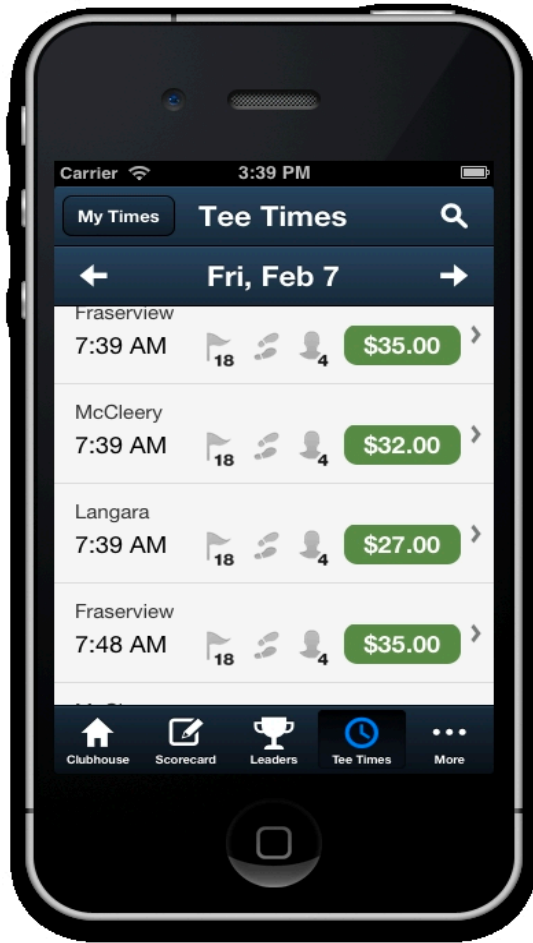 Carrier 3:39 PM
My Times Tee Times
Fri, Feb 7
Fraserview
7:39 AM 18 4 $35.00
McCleery
7:39 AM 18 4 $32.00
Langara
7:39 AM 18 4 $27.00
Fraserview
7:48 AM 18 4 $35.00
Clubhouse Scorecard Leaders Tee Times More